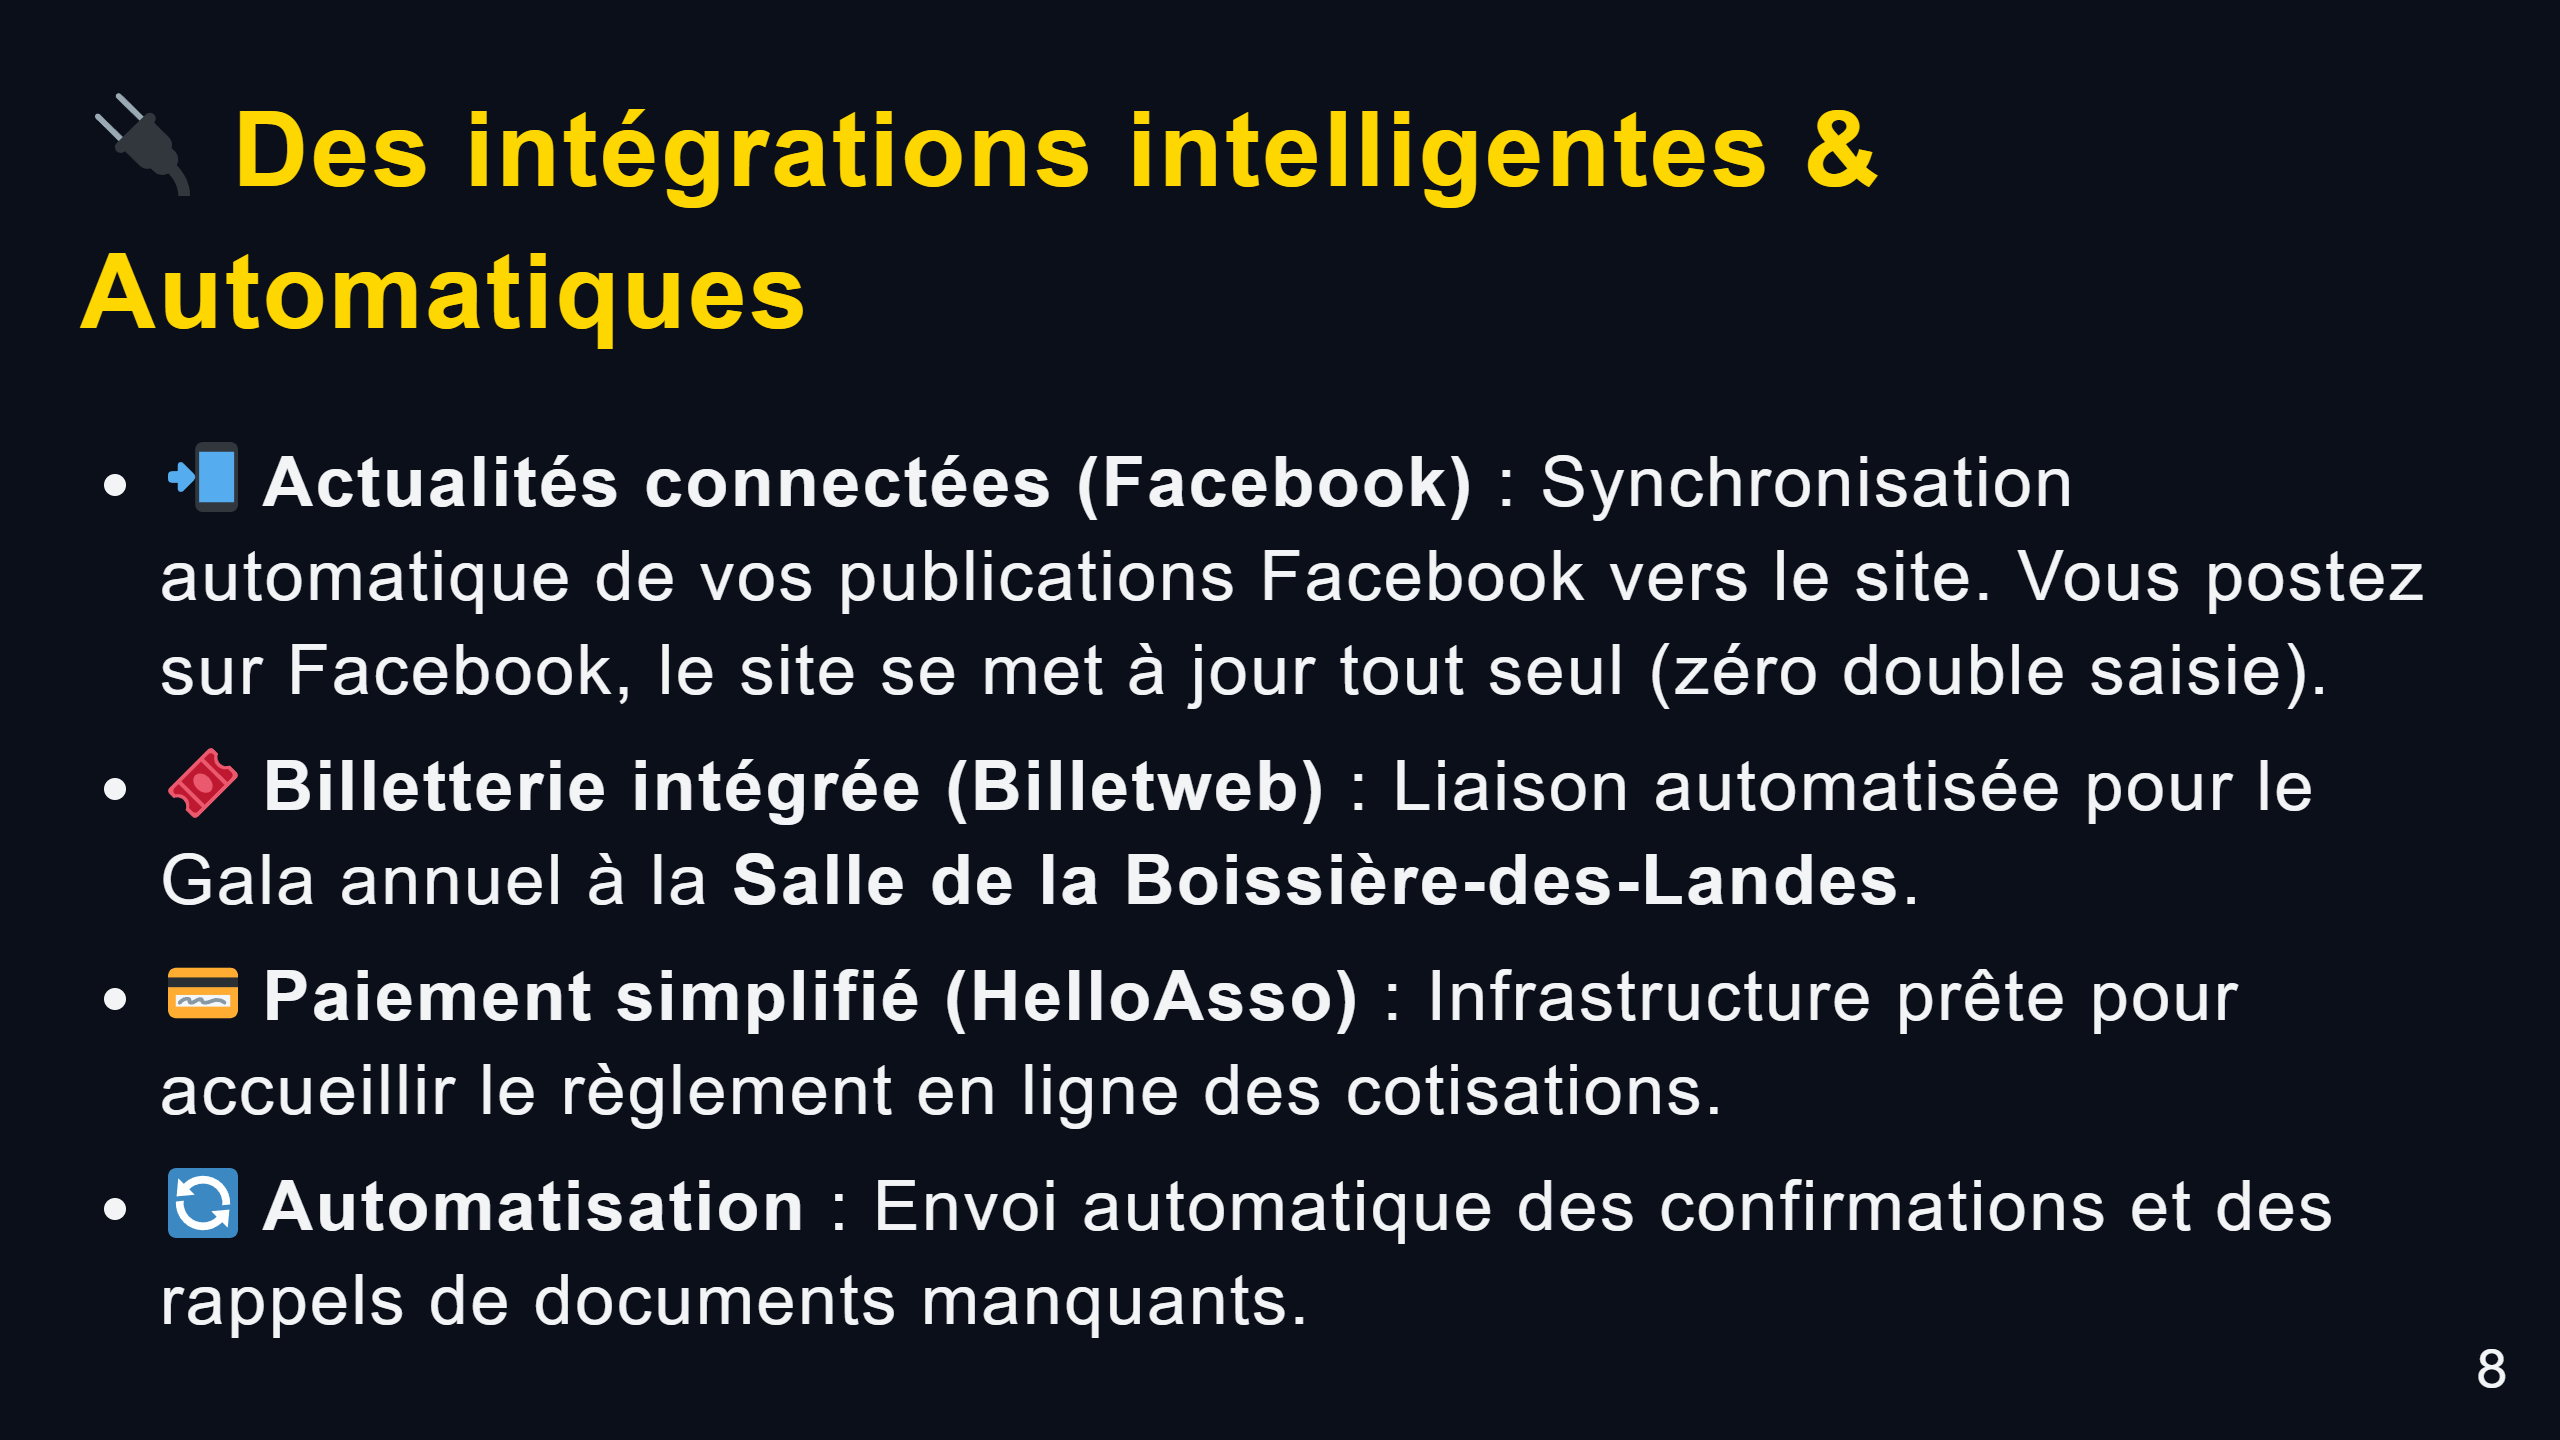 Des intégrations intelligentes &
Automatiques
• Actualités connectées (Facebook) : Synchronisation
automatique de vos publications Facebook vers le site. Vous postez
sur Facebook, le site se met à jour tout seul (zéro double saisie).
• Billetterie intégrée (Billetweb) : Liaison automatisée pour le
Gala annuel à la Salle de la Boissière-des-Landes.
• Paiement simplifié (HelloAsso) : Infrastructure prête pour
accueillir le règlement en ligne des cotisations.
• Automatisation : Envoi automatique des confirmations et des
rappels de documents manquants.
8